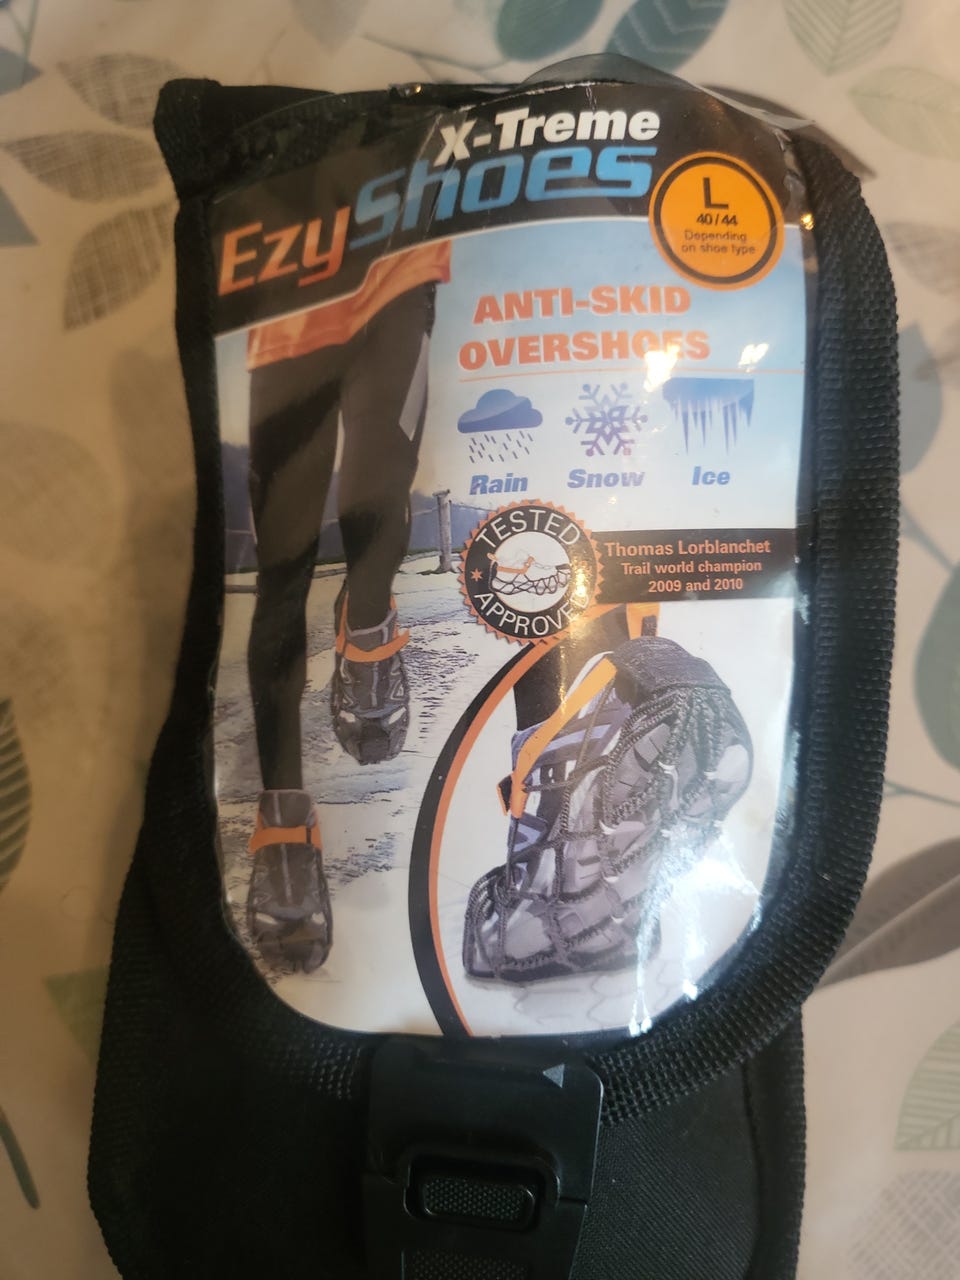 X-Treme
EzyShoes
L
40/44
Depending
on shoe type
ANTI-SKID
OVERSHOES
Rain
Snow
Ice
TESTED
APPROVED
Thomas Lorblanchet
Trail world champion
2009 and 2010